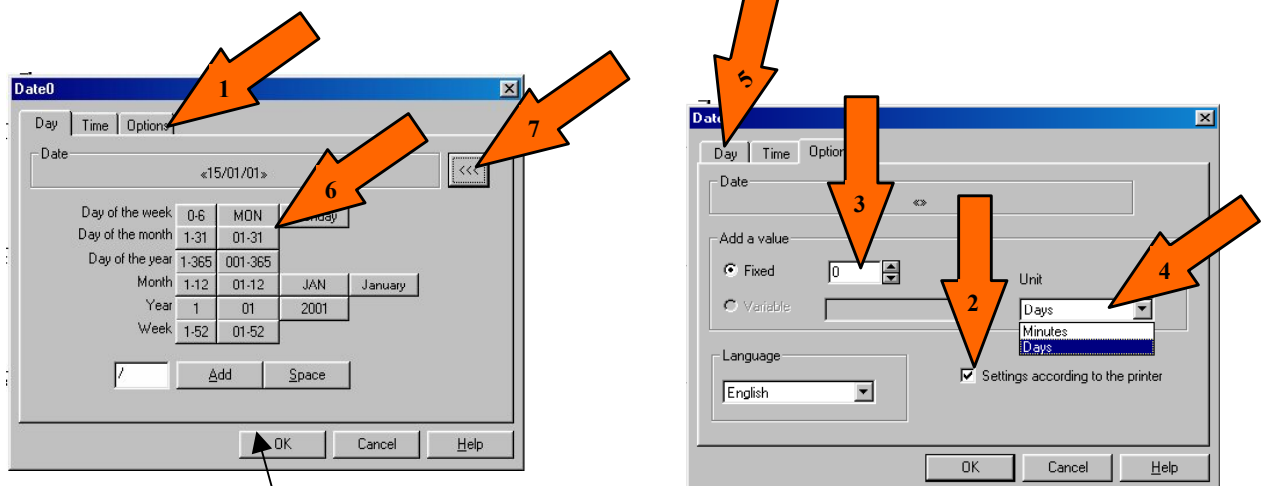 1
Date0
Day Time Options
7
Date
«15/01/01»
<<<
6
Day of the week 0-6 MON
Day of the month 1-31 01-31
Day of the year 1-365 001-365
Month 1-12 01-12 JAN January
Year 1 01 2001
Week 1-52 01-52
/ Add Space
OK Cancel Help
5
Day Time
Date
3
«»
Add a value
4
Fixed 0
Unit
2
Variable
Days
Minutes
Days
Language
Settings according to the printer
English
OK Cancel Help